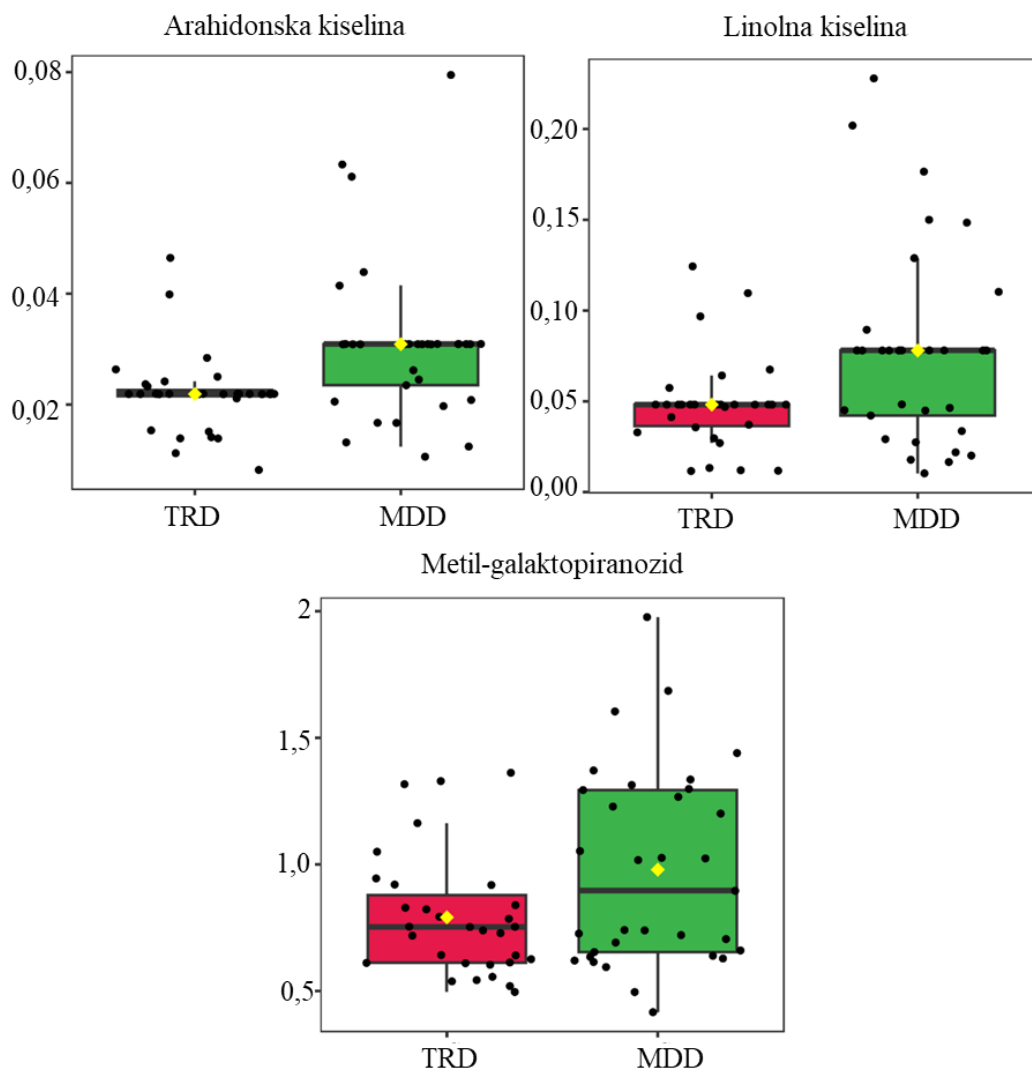 Arahidonska kiselina
0,08
0,06
0,04
0,02
TRD MDD
Linolna kiselina
0,20
0,15
0,10
0,05
0,00
TRD MDD
Metil-galaktopiranozid
2
1,5
1,0
0,5
TRD MDD